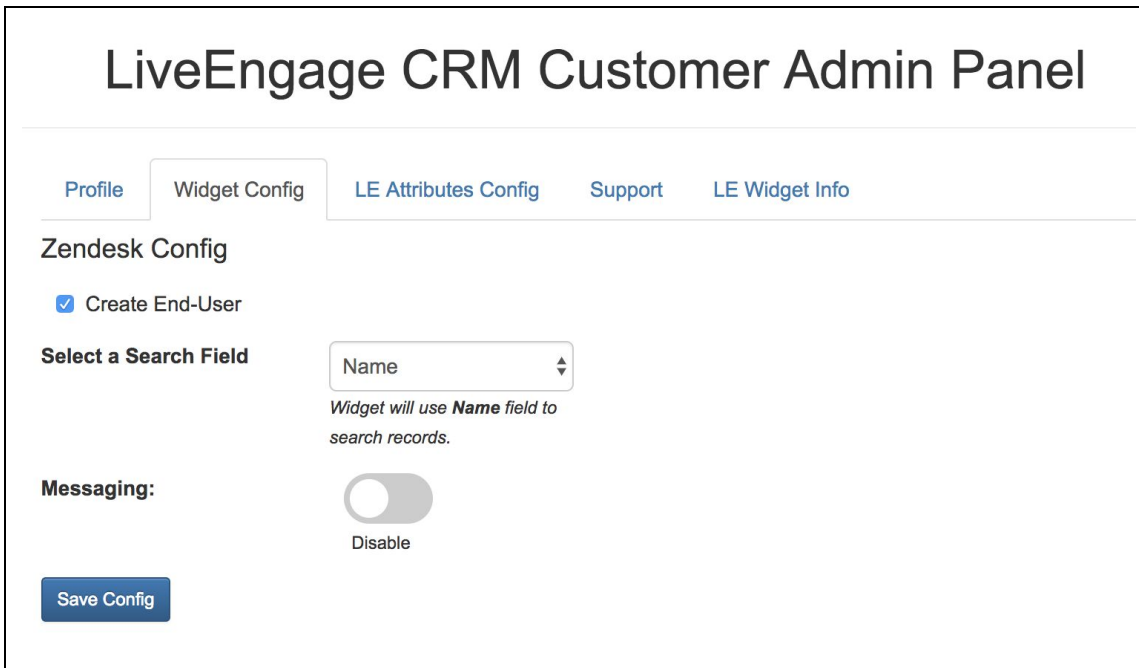 LiveEngage CRM Customer Admin Panel
Profile Widget Config LE Attributes Config Support LE Widget Info
Zendesk Config
Create End-User
Select a Search Field Name
Widget will use Name field to
search records.
Messaging:
Disable
Save Config